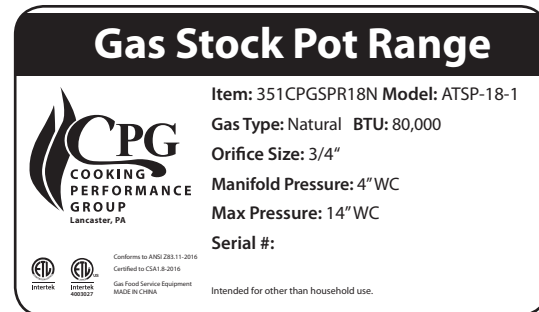 Gas Stock Pot Range
CPG
COOKING
PERFORMANCE
GROUP
Lancaster, PA
Item: 351CPGSPR18N Model: ATSP-18-1
Gas Type: Natural BTU: 80,000
Orifice Size: 3/4“
Manifold Pressure: 4” WC
Max Pressure: 14” WC
Serial #:
ETL
Intertek
ETL US
Intertek
4003027
Conforms to ANSI Z83.11-2016
Certified to CSA1.8-2016
Gas Food Service Equipment
MADE IN CHINA
Intended for other than household use.